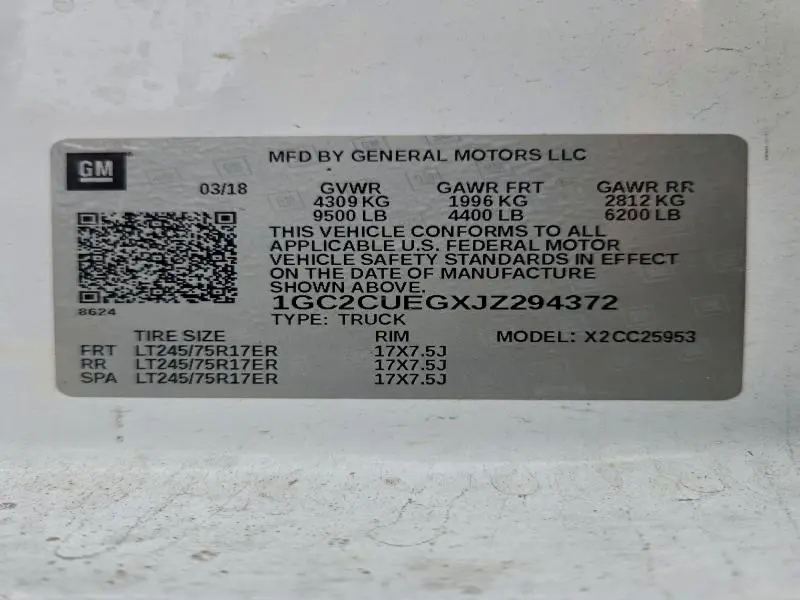 GM
MFD BY GENERAL MOTORS LLC
03/18 GVWR GAWR FRT GAWR RR
4309 KG 1996 KG 2812 KG
9500 LB 4400 LB 6200 LB
THIS VEHICLE CONFORMS TO ALL
APPLICABLE U.S. FEDERAL MOTOR
VEHICLE SAFETY STANDARDS IN EFFECT
ON THE DATE OF MANUFACTURE
SHOWN ABOVE.
1GC2CUEGXJZ294372
8624
TYPE: TRUCK
TIRE SIZE RIM MODEL: X2CC25953
FRT LT245/75R17ER 17X7.5J
RR LT245/75R17ER 17X7.5J
SPA LT245/75R17ER 17X7.5J